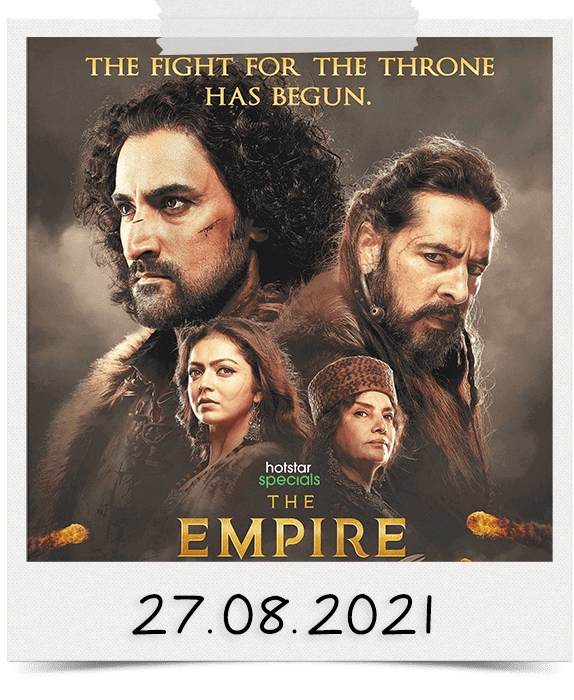 THE FIGHT FOR THE THRONE
HAS BEGUN.
hotstar
specials
THE
EMPIRE
27.08.2021